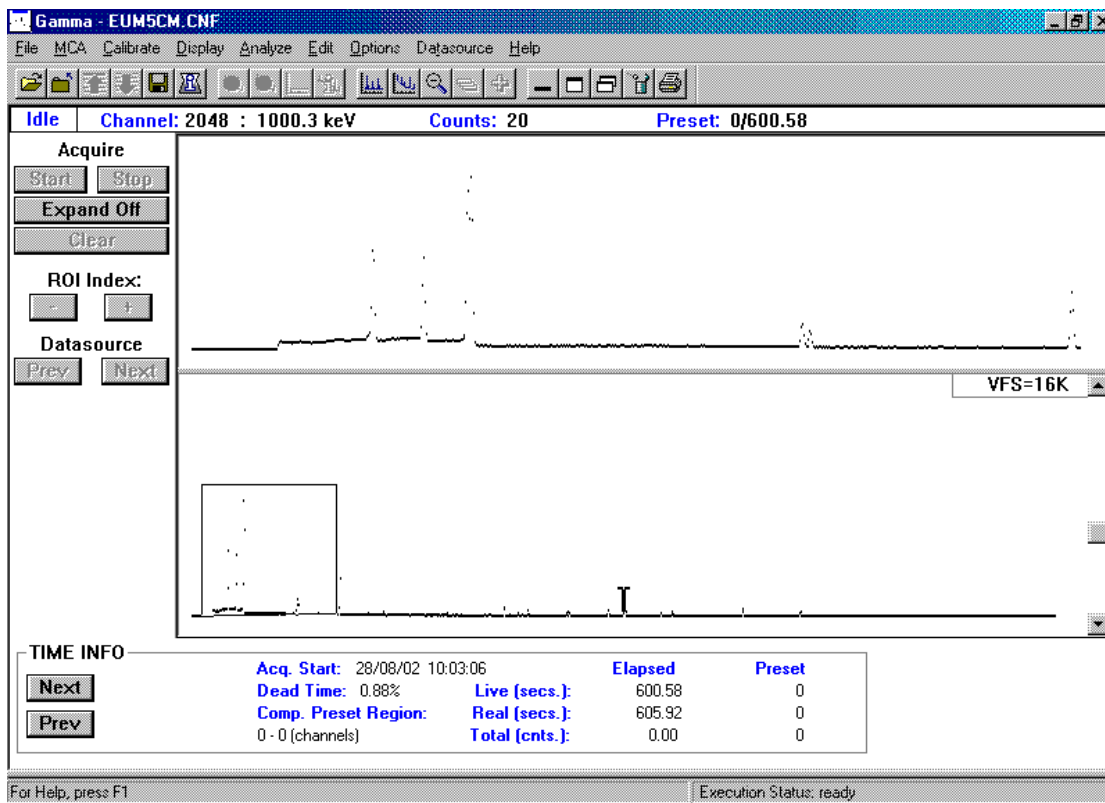 Gamma - EUM5CM.CNF
File MCA Calibrate Display Analyze Edit Options Datasource Help
Idle Channel: 2048 : 1000.3 keV Counts: 20 Preset: 0/600.58
Acquire
Start Stop
Expand Off
Clear
ROI Index:
- +
Datasource
Prev Next
VFS=16K
TIME INFO
Next
Prev
Acq. Start: 28/08/02 10:03:06 Elapsed Preset
Dead Time: 0.88% Live (secs.): 600.58 0
Comp. Preset Region: Real (secs.): 605.92 0
0 - 0 (channels) Total (cnts.): 0.00 0
For Help, press F1 Execution Status: ready